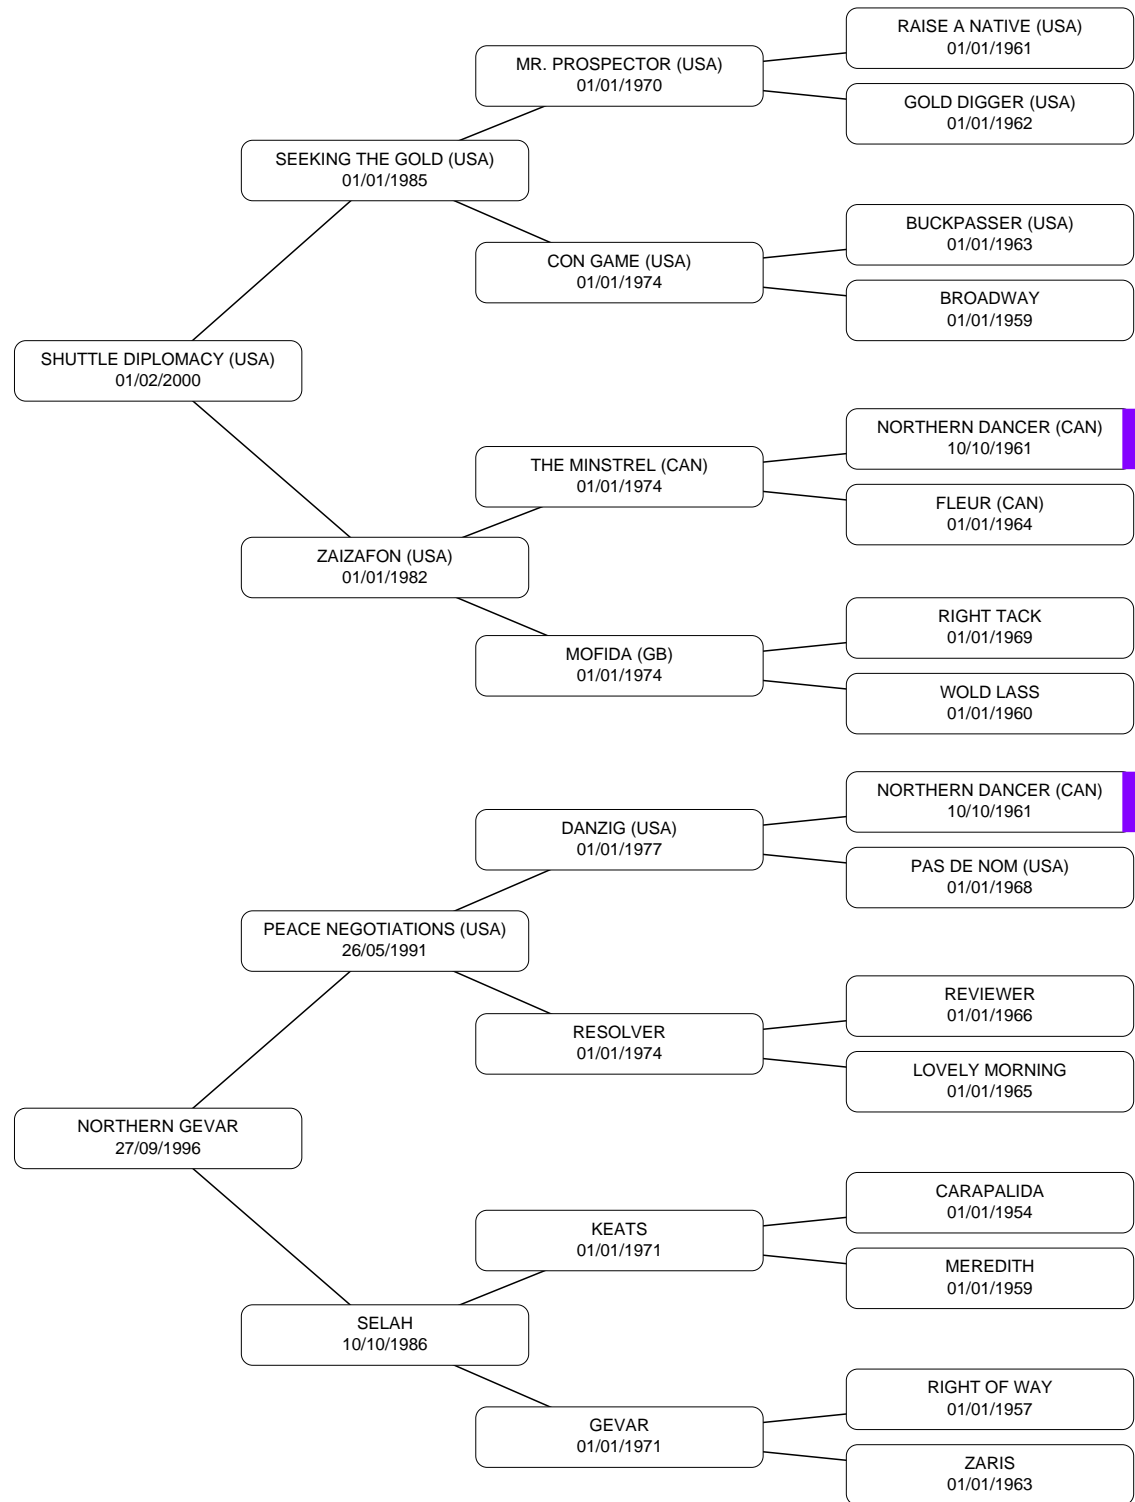 RAISE A NATIVE (USA)
01/01/1961
MR. PROSPECTOR (USA)
01/01/1970
GOLD DIGGER (USA)
01/01/1962
SEEKING THE GOLD (USA)
01/01/1985
BUCKPASSER (USA)
01/01/1963
CON GAME (USA)
01/01/1974
BROADWAY
01/01/1959
SHUTTLE DIPLOMACY (USA)
01/02/2000
NORTHERN DANCER (CAN)
10/10/1961
THE MINSTREL (CAN)
01/01/1974
FLEUR (CAN)
01/01/1964
ZAIZAFON (USA)
01/01/1982
RIGHT TACK
01/01/1969
MOFIDA (GB)
01/01/1974
WOLD LASS
01/01/1960
NORTHERN DANCER (CAN)
10/10/1961
DANZIG (USA)
01/01/1977
PAS DE NOM (USA)
01/01/1968
PEACE NEGOTIATIONS (USA)
26/05/1991
REVIEWER
01/01/1966
RESOLVER
01/01/1974
LOVELY MORNING
01/01/1965
NORTHERN GEVAR
27/09/1996
CARAPALIDA
01/01/1954
KEATS
01/01/1971
MEREDITH
01/01/1959
SELAH
10/10/1986
RIGHT OF WAY
01/01/1957
GEVAR
01/01/1971
ZARIS
01/01/1963